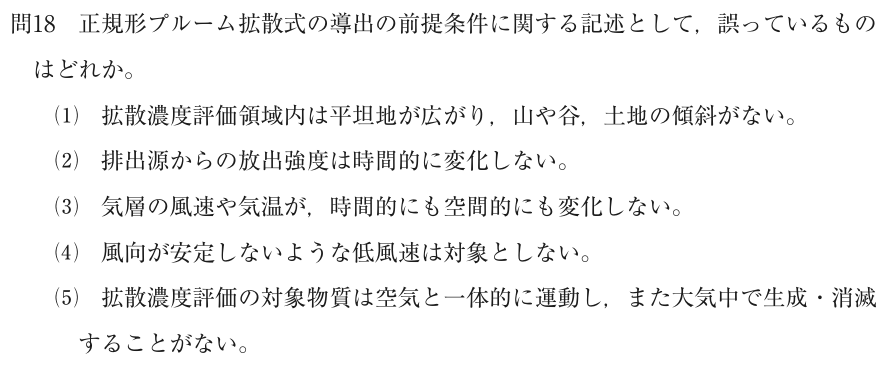 問18　正規形プルーム拡散式の導出の前提条件に関する記述として，誤っているもの
はどれか。
⑴　拡散濃度評価領域内は平坦地が広がり，山や谷，土地の傾斜がない。
⑵　排出源からの放出強度は時間的に変化しない。
⑶　気層の風速や気温が，時間的にも空間的にも変化しない。
⑷　風向が安定しないような低風速は対象としない。
⑸　拡散濃度評価の対象物質は空気と一体的に運動し，また大気中で生成・消滅
することがない。